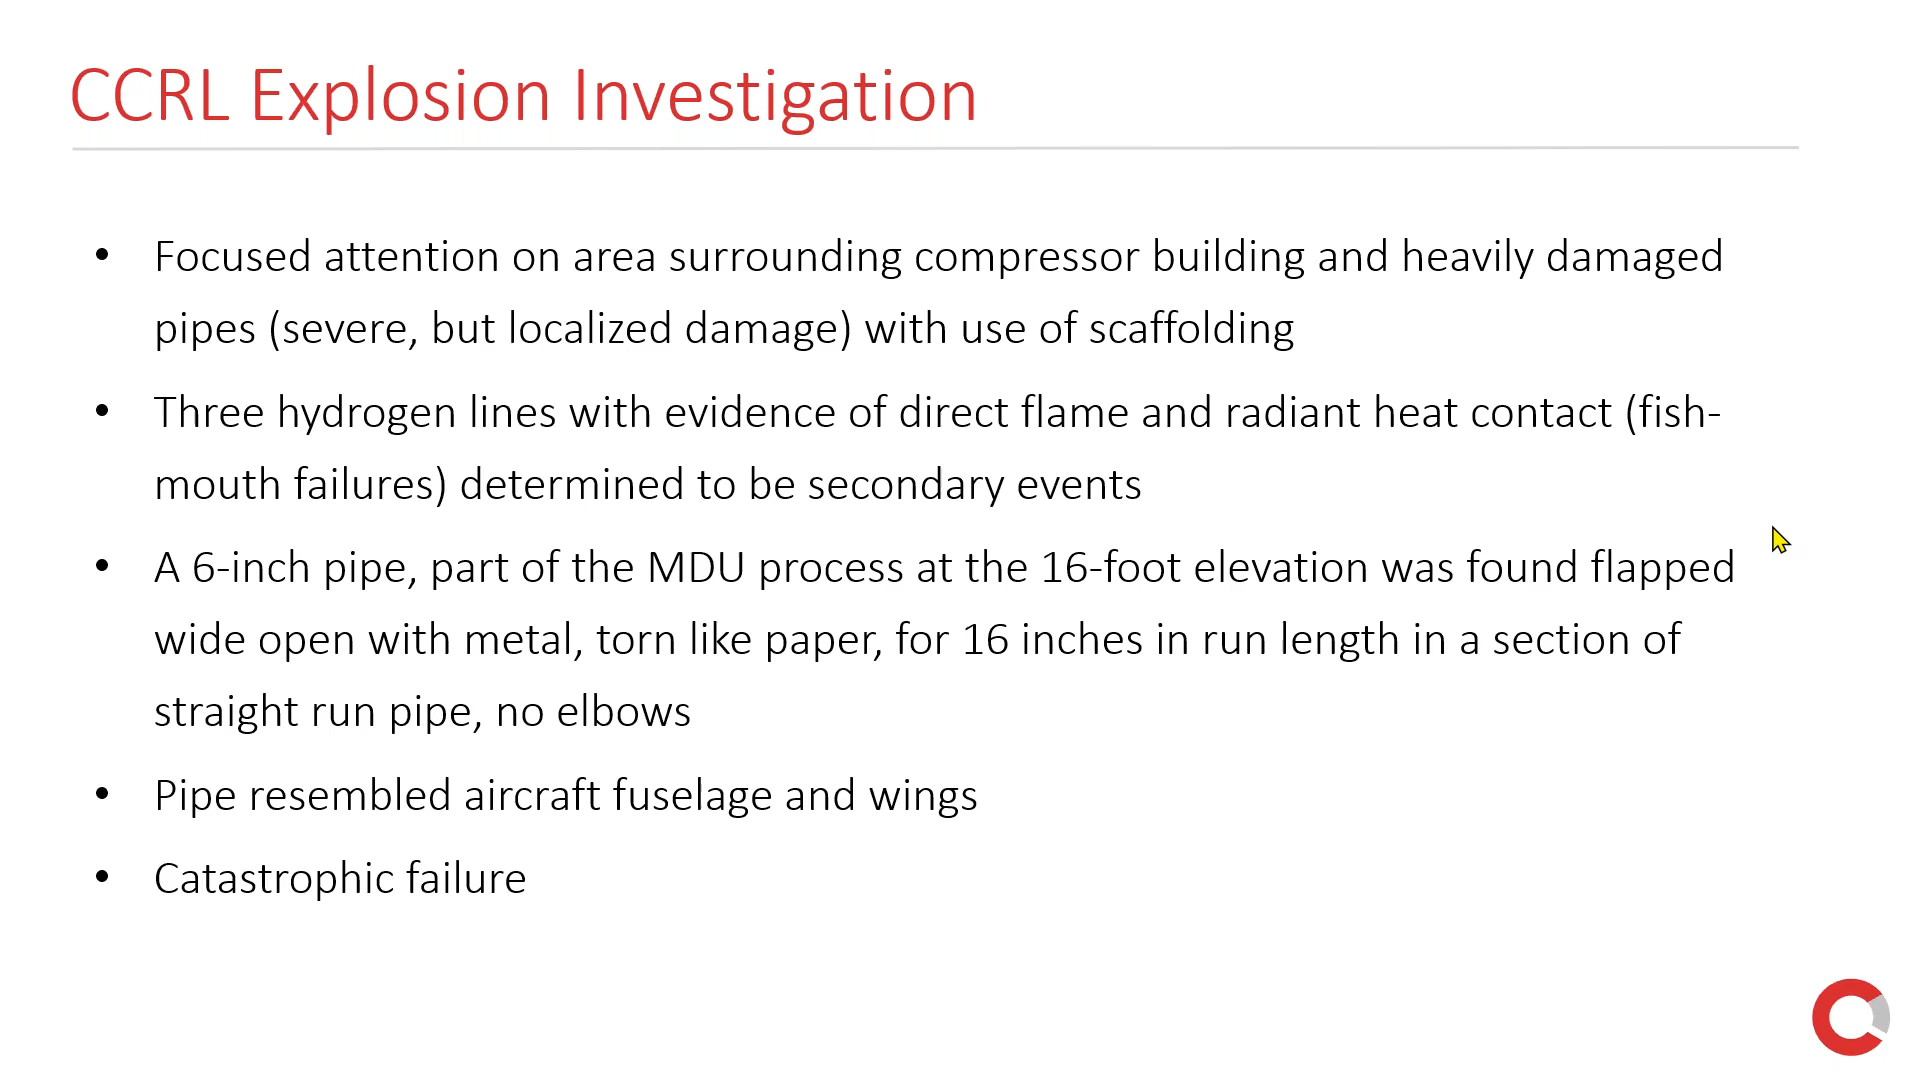 CCRL Explosion Investigation
• Focused attention on area surrounding compressor building and heavily damaged
pipes (severe, but localized damage) with use of scaffolding
• Three hydrogen lines with evidence of direct flame and radiant heat contact (fish-
mouth failures) determined to be secondary events
• A 6-inch pipe, part of the MDU process at the 16-foot elevation was found flapped
wide open with metal, torn like paper, for 16 inches in run length in a section of
straight run pipe, no elbows
• Pipe resembled aircraft fuselage and wings
• Catastrophic failure